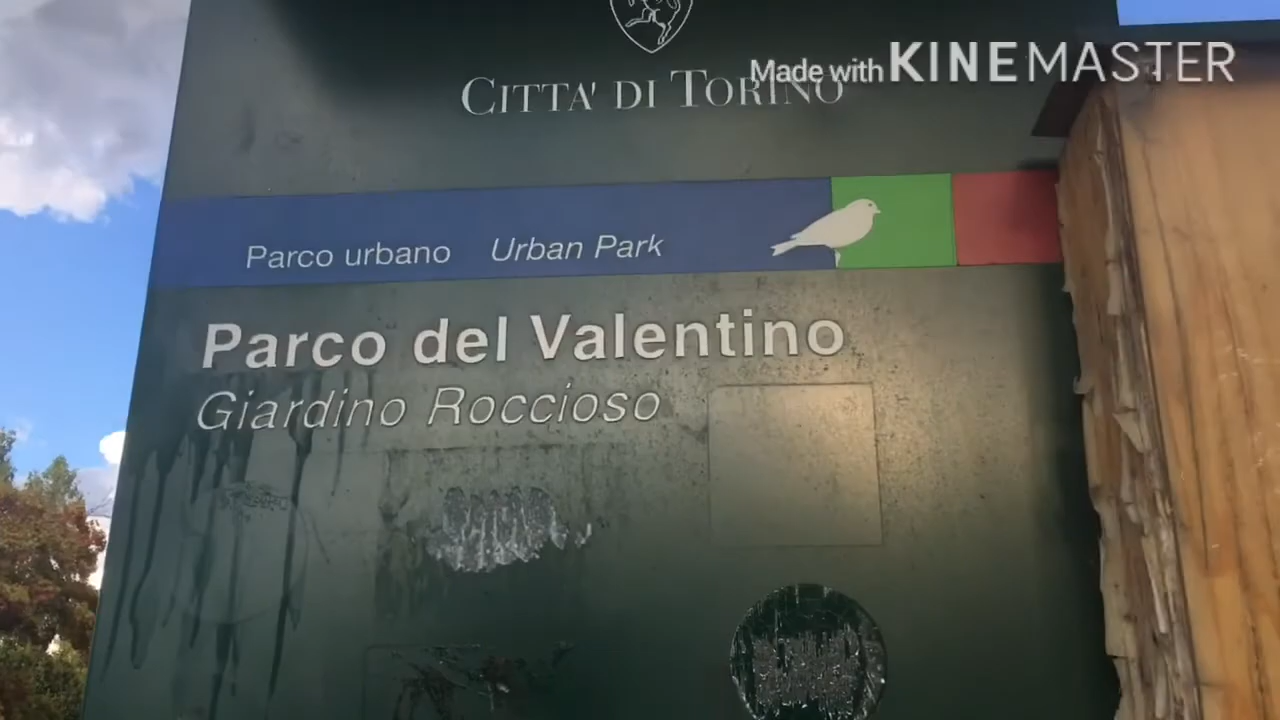 Made with KINEMASTER
CITTA' DI TORINO
Parco urbano Urban Park
Parco del Valentino
Giardino Roccioso